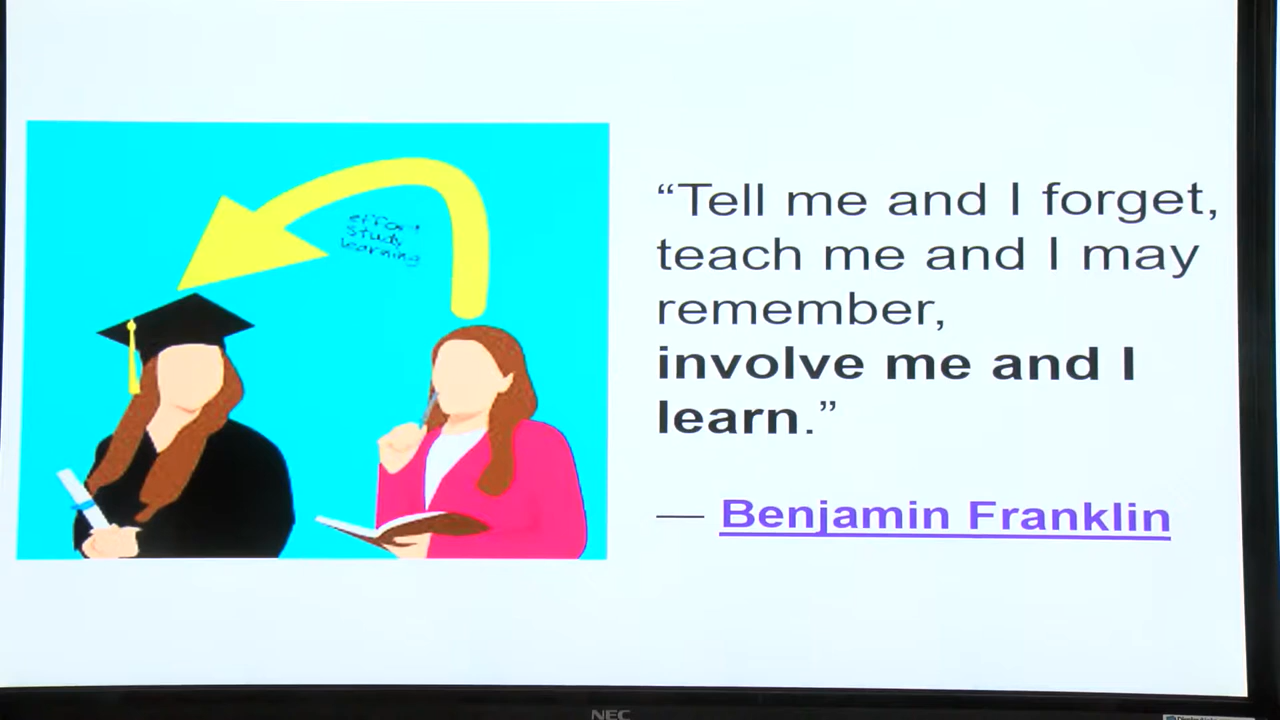 effort
study
learning
“Tell me and I forget,
teach me and I may
remember,
involve me and I
learn.”
— Benjamin Franklin
NEC